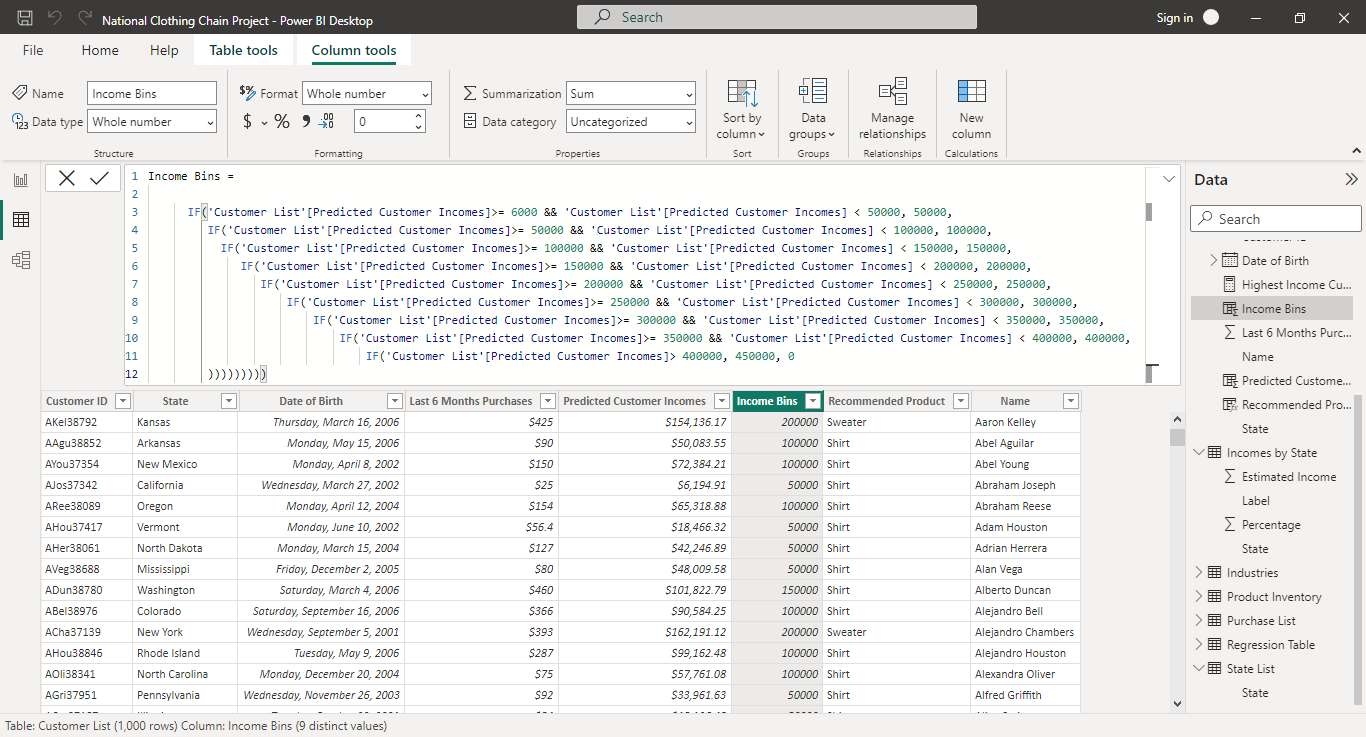 National Clothing Chain Project - Power BI Desktop
Search
Sign in
File Home Help Table tools Column tools
Name Income Bins
Data type Whole number
Structure
$% Format Whole number
$ % 9 .00 0
Formatting
Summarization Sum
Data category Uncategorized
Properties
Sort by column
Sort
Data groups
Groups
Manage relationships
Relationships
New column
Calculations
1 Income Bins =
2
3 IF('Customer List'[Predicted Customer Incomes]>= 6000 && 'Customer List'[Predicted Customer Incomes] < 50000, 50000,
4 IF('Customer List'[Predicted Customer Incomes]>= 50000 && 'Customer List'[Predicted Customer Incomes] < 100000, 100000,
5 IF('Customer List'[Predicted Customer Incomes]>= 100000 && 'Customer List'[Predicted Customer Incomes] < 150000, 150000,
6 IF('Customer List'[Predicted Customer Incomes]>= 150000 && 'Customer List'[Predicted Customer Incomes] < 200000, 200000,
7 IF('Customer List'[Predicted Customer Incomes]>= 200000 && 'Customer List'[Predicted Customer Incomes] < 250000, 250000,
8 IF('Customer List'[Predicted Customer Incomes]>= 250000 && 'Customer List'[Predicted Customer Incomes] < 300000, 300000,
9 IF('Customer List'[Predicted Customer Incomes]>= 300000 && 'Customer List'[Predicted Customer Incomes] < 350000, 350000,
10 IF('Customer List'[Predicted Customer Incomes]>= 350000 && 'Customer List'[Predicted Customer Incomes] < 400000, 400000,
11 IF('Customer List'[Predicted Customer Incomes]> 400000, 450000, 0
12 )))))))))
Customer ID State Date of Birth Last 6 Months Purchases Predicted Customer Incomes Income Bins Recommended Product Name
AKel38792 Kansas Thursday, March 16, 2006 $425 $154,136.17 200000 Sweater Aaron Kelley
AAgu38852 Arkansas Monday, May 15, 2006 $90 $50,083.55 100000 Shirt Abel Aguilar
AYou37354 New Mexico Monday, April 8, 2002 $150 $72,384.21 100000 Shirt Abel Young
AJos37342 California Wednesday, March 27, 2002 $25 $6,194.91 50000 Shirt Abraham Joseph
ARee38089 Oregon Monday, April 12, 2004 $154 $65,318.88 100000 Shirt Abraham Reese
AHou37417 Vermont Monday, June 10, 2002 $56.4 $18,466.32 50000 Shirt Adam Houston
AHer38061 North Dakota Monday, March 15, 2004 $127 $42,246.89 50000 Shirt Adrian Herrera
AVeg38688 Mississippi Friday, December 2, 2005 $80 $48,009.58 50000 Shirt Alan Vega
ADun38780 Washington Saturday, March 4, 2006 $460 $101,822.79 150000 Shirt Alberto Duncan
ABel38976 Colorado Saturday, September 16, 2006 $366 $90,584.25 100000 Shirt Alejandro Bell
ACha37139 New York Wednesday, September 5, 2001 $393 $162,191.12 200000 Sweater Alejandro Chambers
AHou38846 Rhode Island Tuesday, May 9, 2006 $287 $99,162.48 100000 Shirt Alejandro Houston
AOli38341 North Carolina Monday, December 20, 2004 $75 $57,761.08 100000 Shirt Alexandra Oliver
AGri37951 Pennsylvania Wednesday, November 26, 2003 $92 $33,961.63 50000 Shirt Alfred Griffith
Data
Search
Date of Birth
Highest Income Cu...
Income Bins
Last 6 Months Purc...
Name
Predicted Custome...
Recommended Pro...
State
Incomes by State
Estimated Income
Label
Percentage
State
Industries
Product Inventory
Purchase List
Regression Table
State List
State
Table: Customer List (1,000 rows) Column: Income Bins (9 distinct values)